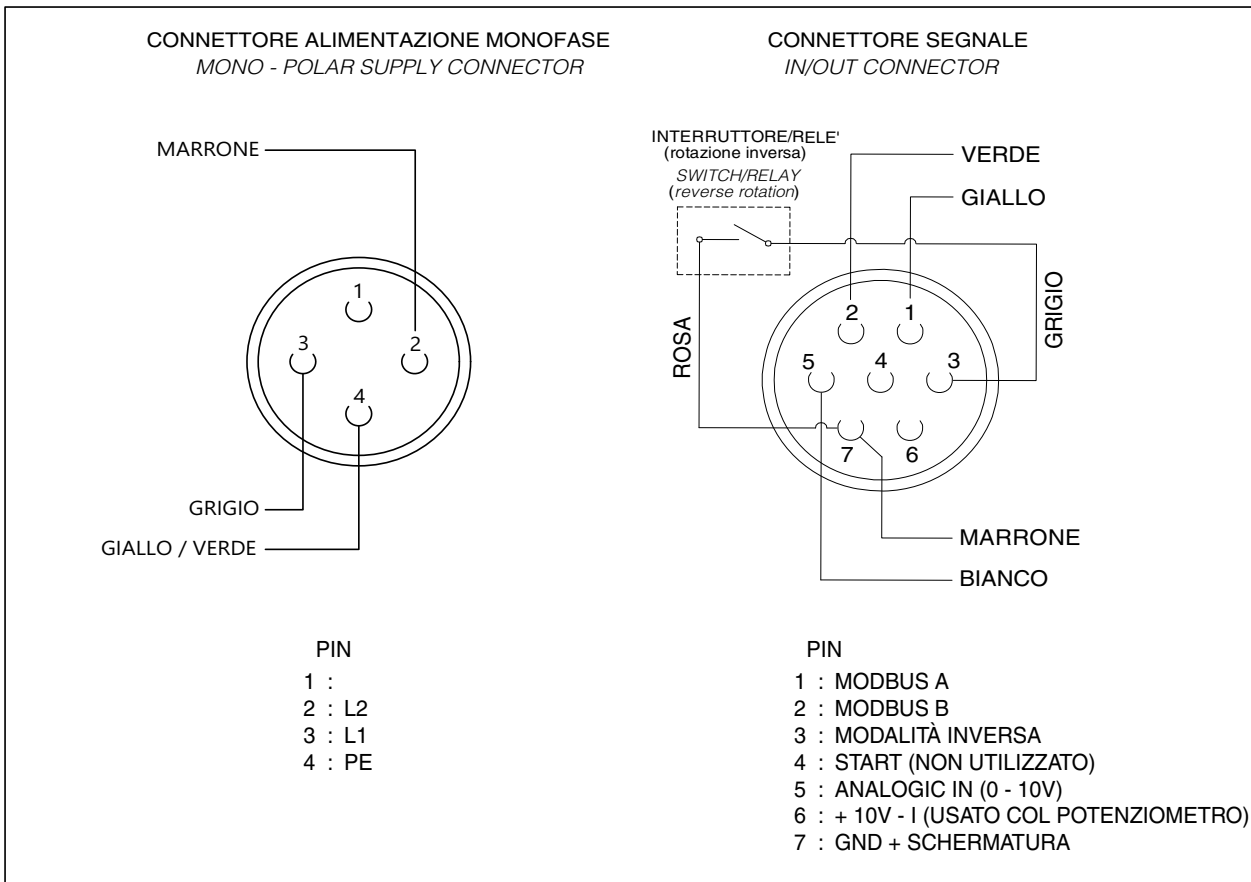 CONNETTORE ALIMENTAZIONE MONOFASE
MONO - POLAR SUPPLY CONNECTOR
MARRONE
1
3
2
4
GRIGIO
GIALLO / VERDE
PIN
1 :
2 : L2
3 : L1
4 : PE
CONNETTORE SEGNALE
IN/OUT CONNECTOR
INTERRUTTORE/RELE'
(rotazione inversa)
SWITCH/RELAY
(reverse rotation)
VERDE
GIALLO
ROSA
GRIGIO
2
1
5
4
3
7
6
MARRONE
BIANCO
PIN
1 : MODBUS A
2 : MODBUS B
3 : MODALITÀ INVERSA
4 : START (NON UTILIZZATO)
5 : ANALOGIC IN (0 - 10V)
6 : + 10V - I (USATO COL POTENZIOMETRO)
7 : GND + SCHERMATURA